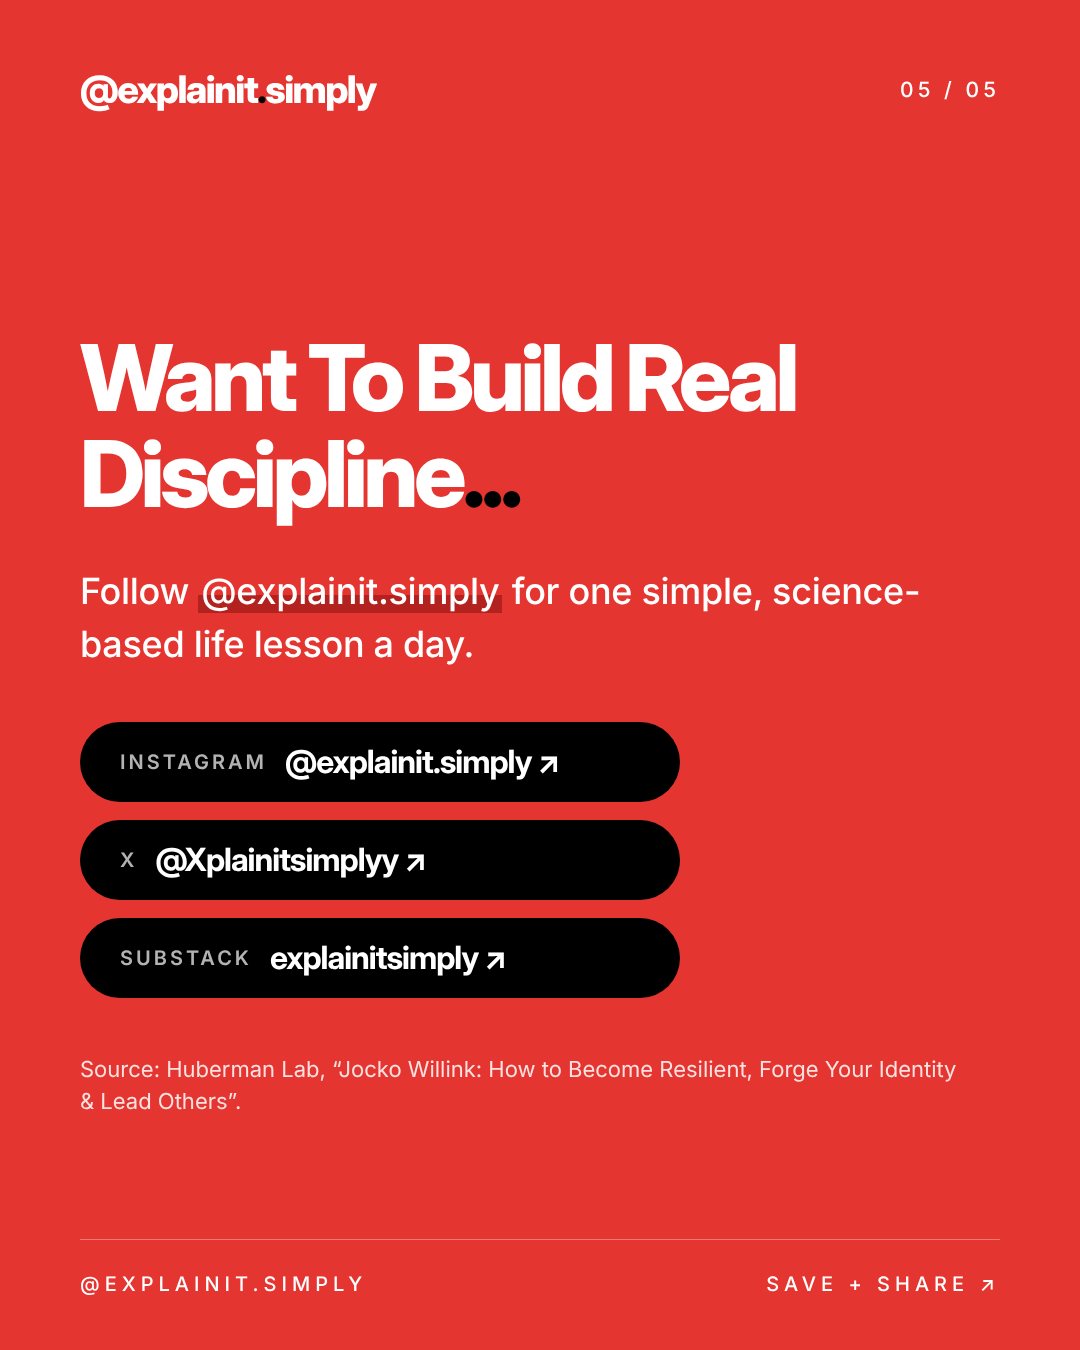 @explainit.simply
05 / 05
Want To Build Real
Discipline...
Follow @explainit.simply for one simple, science-
based life lesson a day.
INSTAGRAM @explainit.simply ↗
X @Xplainitsimplyy ↗
SUBSTACK explainitsimply ↗
Source: Huberman Lab, “Jocko Willink: How to Become Resilient, Forge Your Identity
& Lead Others”.
@EXPLAINIT.SIMPLY
SAVE + SHARE ↗